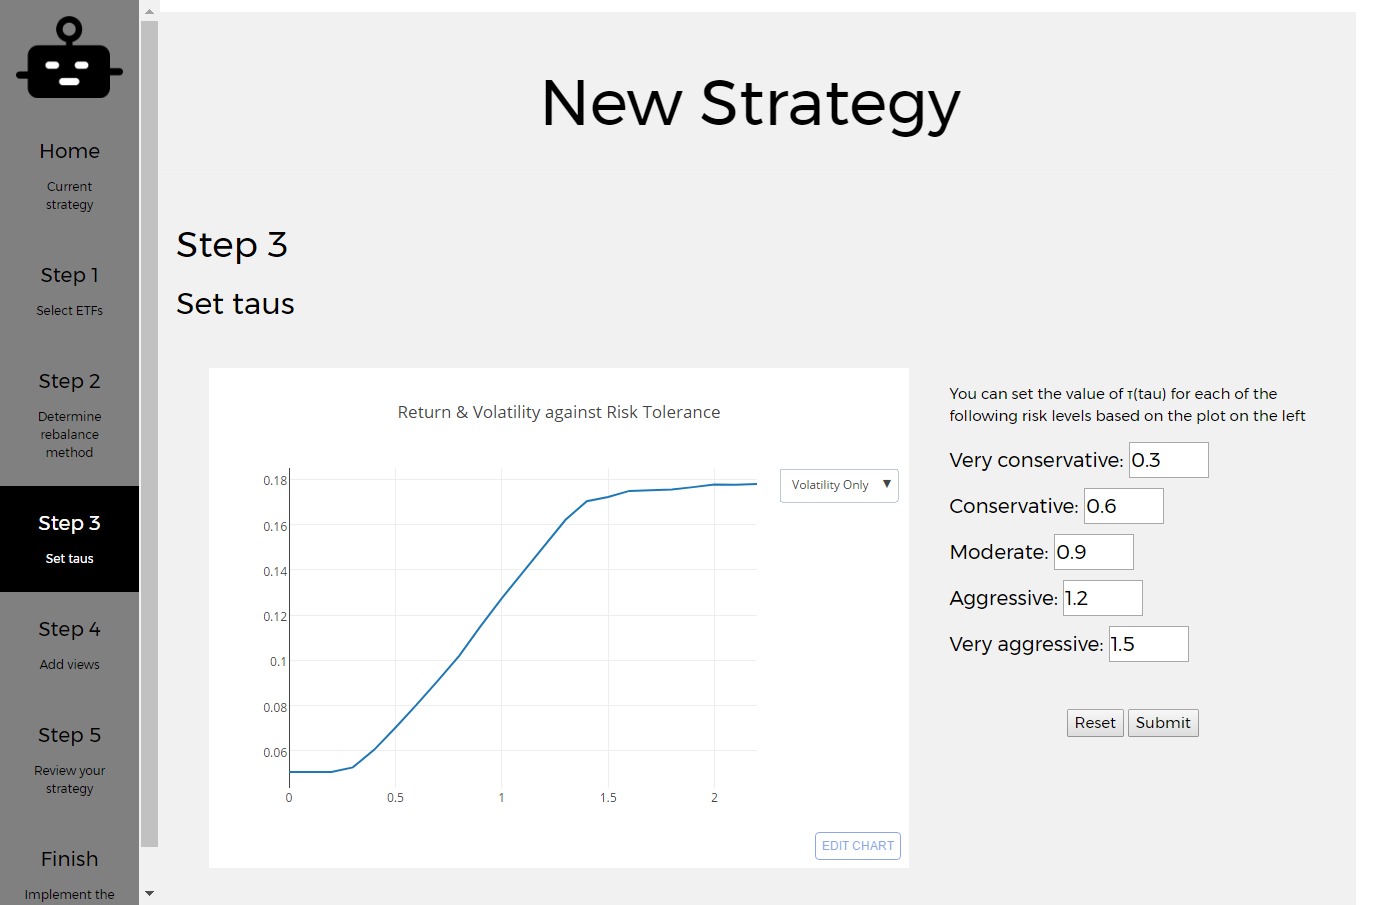 Home
Current
strategy
Step 1
Select ETFs
Step 2
Determine
rebalance
method
Step 3
Set taus
Step 4
Add views
Step 5
Review your
strategy
Finish
Implement the
New Strategy
Step 3
Set taus
Return & Volatility against Risk Tolerance
Volatility Only
0.18
0.16
0.14
0.12
0.1
0.08
0.06
0 0.5 1 1.5 2
EDIT CHART
You can set the value of τ(tau) for each of the
following risk levels based on the plot on the left
Very conservative: 0.3
Conservative: 0.6
Moderate: 0.9
Aggressive: 1.2
Very aggressive: 1.5
Reset Submit